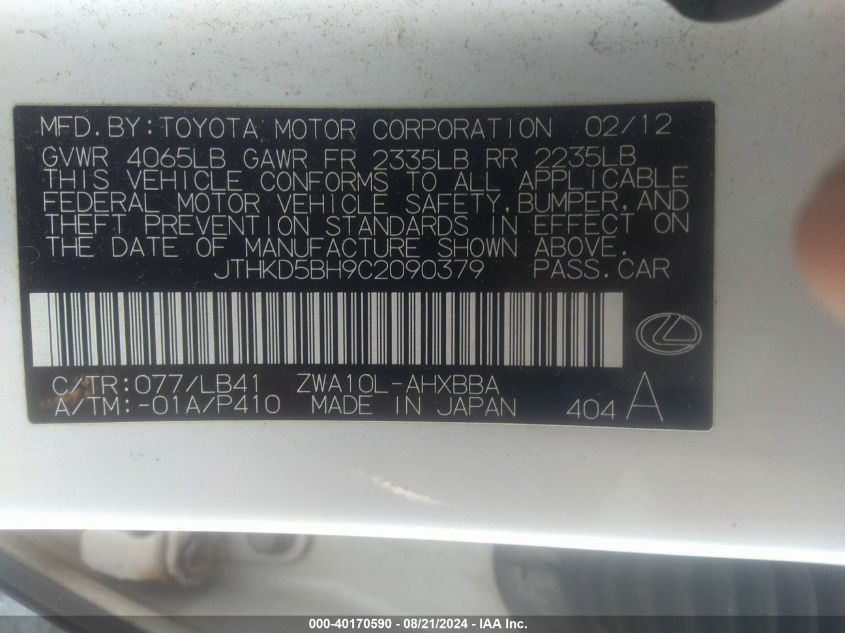 MFD.BY:TOYOTA MOTOR CORPORATION 02/12
GVWR 4065LB GAWR FR 2335LB RR 2235LB
THIS VEHICLE CONFORMS TO ALL APPLICABLE
FEDERAL MOTOR VEHICLE SAFETY,BUMPER,AND
THEFT PREVENTION STANDARDS IN EFFECT ON
THE DATE OF MANUFACTURE SHOWN ABOVE.
JTHKD5BH9C2090379 PASS.CAR
C/TR:077/LB41 ZWA10L-AHXBBA
A/TM:-01A/P410 MADE IN JAPAN 404 A
000-40170590 - 08/21/2024 - IAA Inc.